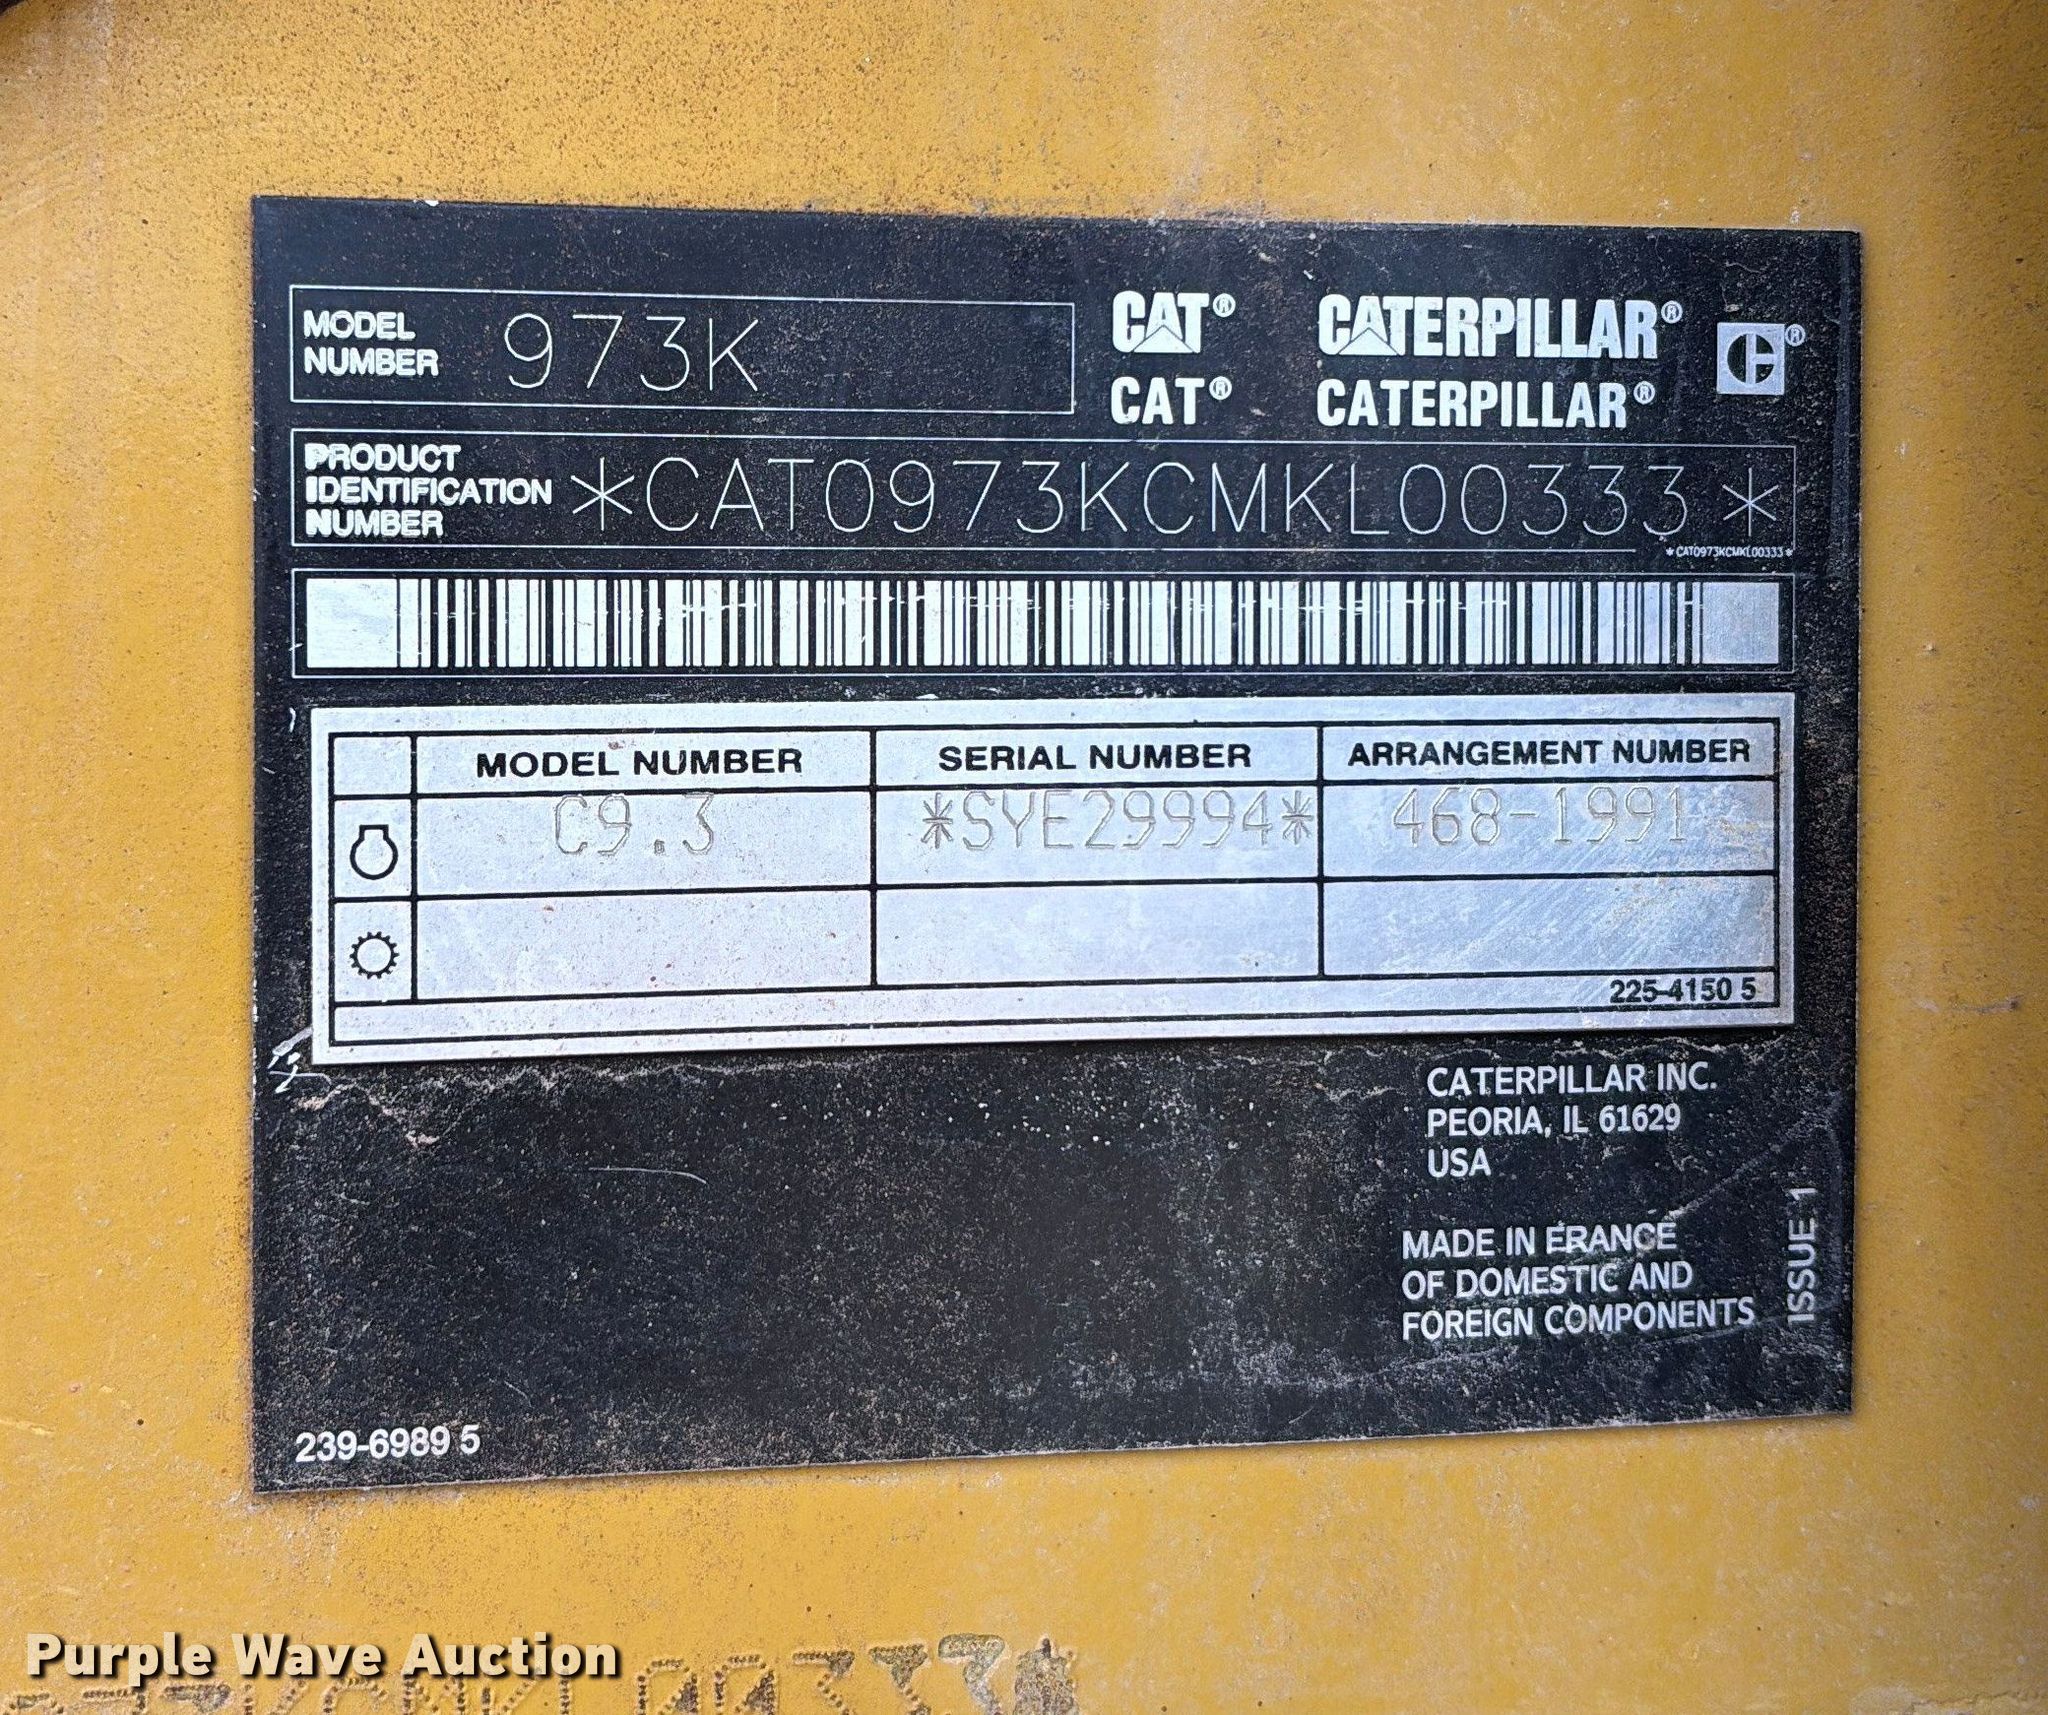 MODEL NUMBER 973K
CAT® CATERPILLAR® ®
CAT® CATERPILLAR®
PRODUCT IDENTIFICATION NUMBER *CAT0973KCMKL00333*
*CAT0973KCMKL00333*
MODEL NUMBER SERIAL NUMBER ARRANGEMENT NUMBER
C9.3 *SYE29994* 468-1991
225-4150 5
CATERPILLAR INC.
PEORIA, IL 61629
USA
MADE IN FRANCE
OF DOMESTIC AND
FOREIGN COMPONENTS
ISSUE 1
239-6989 5
Purple Wave Auction
00333*